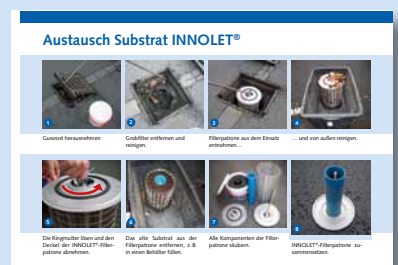 Austausch Substrat INNOLET®
1
2
3
4
Gussrost herausnehmen
Grobfilter entfernen und
reinigen.
Filterpatrone aus dem Einsatz
entnehmen...
... und von außen reinigen.
5
6
7
8
Die Ringmutter lösen und den
Deckel der INNOLET®-Filter-
patrone abnehmen.
Das alte Substrat aus der
Filterpatrone entfernen, z.B.
in einen Behälter füllen.
Alle Komponenten der Filter-
patrone säubern.
INNOLET®-Filterpatrone zu-
sammensetzen.